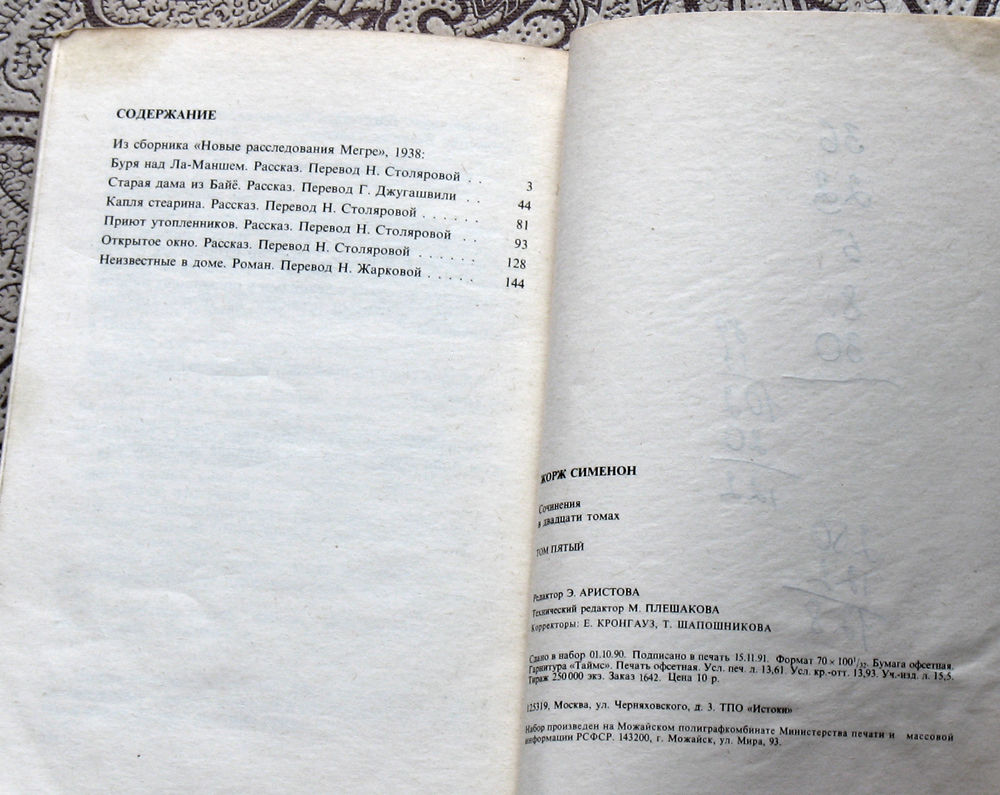 СОДЕРЖАНИЕ
Из сборника «Новые расследования Мегре», 1938:
Буря над Ла-Маншем. Рассказ. Перевод Н. Столяровой . . 3
Старая дама из Байё. Рассказ. Перевод Г. Джугашвили . . 44
Капля стеарина. Рассказ. Перевод Н. Столяровой . . . . . 81
Приют утопленников. Рассказ. Перевод Н. Столяровой . . 93
Открытое окно. Рассказ. Перевод Н. Столяровой . . . . . . 128
Неизвестные в доме. Роман. Перевод Н. Жарковой . . . . . 144
ЖОРЖ СИМЕНОН
Сочинения
в двадцати томах
ТОМ ПЯТЫЙ
Редактор Э. АРИСТОВА
Технический редактор М. ПЛЕШАКОВА
Корректоры: Е. КРОНГАУЗ, Т. ШАПОШНИКОВА
Сдано в набор 01.10.90. Подписано в печать 15.11.91. Формат 70 × 100¹/₃₂. Бумага офсетная.
Гарнитура «Таймс». Печать офсетная. Усл. печ. л. 13,61. Усл. кр.-отт. 13,93. Уч.-изд. л. 15,5.
Тираж 250 000 экз. Заказ 1642. Цена 10 р.
125319, Москва, ул. Черняховского, д. 3. ТПО «Истоки»
Набор произведен на Можайском полиграфкомбинате Министерства печати и массовой
информации РСФСР. 143200, г. Можайск, ул. Мира, 93.